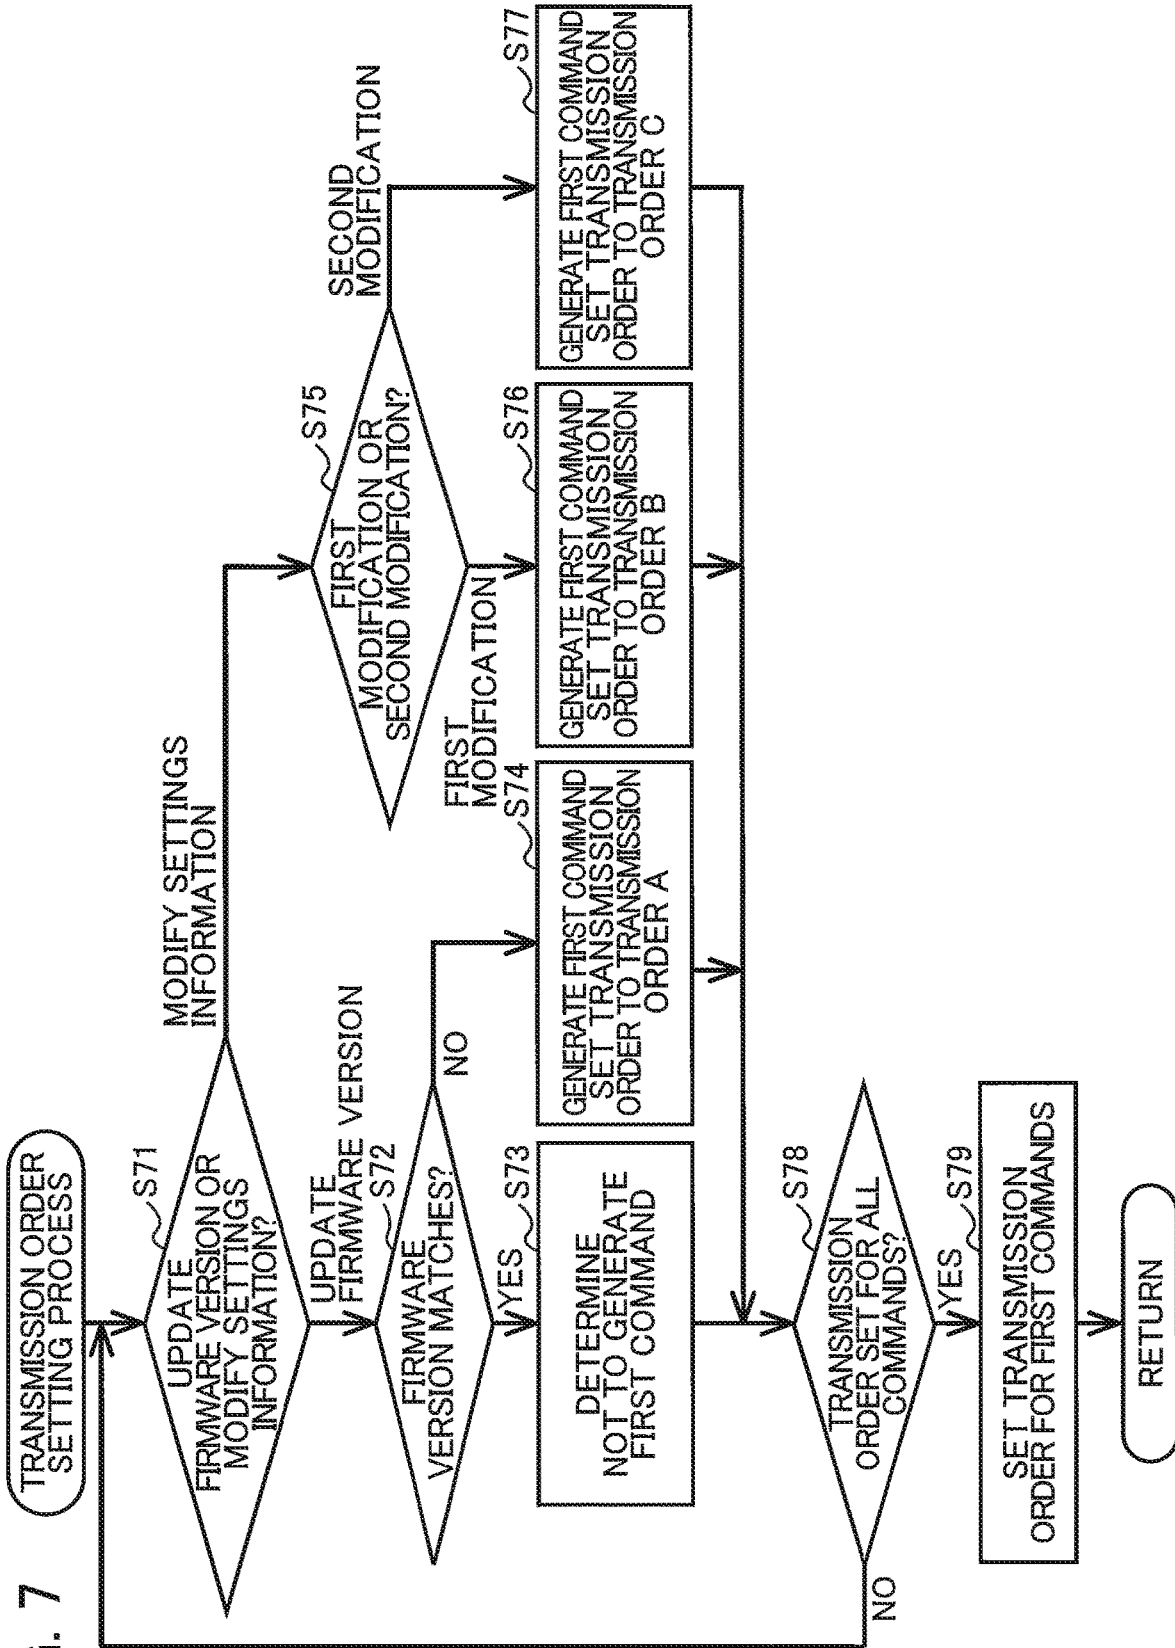 G. 7
TRANSMISSION ORDER
SETTING PROCESS
S71
UPDATE
FIRMWARE VERSION OR
MODIFY SETTINGS
INFORMATION?
MODIFY SETTINGS
INFORMATION
UPDATE
FIRMWARE VERSION
S72
FIRMWARE
VERSION MATCHES?
NO
YES
S75
FIRST
MODIFICATION OR
SECOND MODIFICATION?
SECOND
MODIFICATION
FIRST
MODIFICATION
S73
DETERMINE
NOT TO GENERATE
FIRST COMMAND
S74
GENERATE FIRST COMMAND
SET TRANSMISSION
ORDER TO TRANSMISSION
ORDER A
S76
GENERATE FIRST COMMAND
SET TRANSMISSION
ORDER TO TRANSMISSION
ORDER B
S77
GENERATE FIRST COMMAND
SET TRANSMISSION
ORDER TO TRANSMISSION
ORDER C
S78
TRANSMISSION
ORDER SET FOR ALL
COMMANDS?
NO
YES
S79
SET TRANSMISSION
ORDER FOR FIRST COMMANDS
RETURN